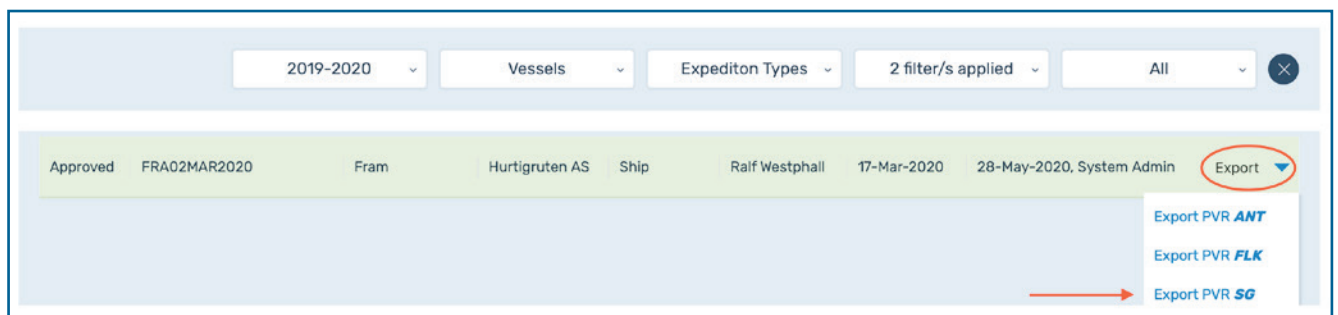 2019-2020 Vessels Expediton Types 2 filter/s applied All
Approved FRA02MAR2020 Fram Hurtigruten AS Ship Ralf Westphall 17-Mar-2020 28-May-2020, System Admin Export
Export PVR ANT
Export PVR FLK
Export PVR SG